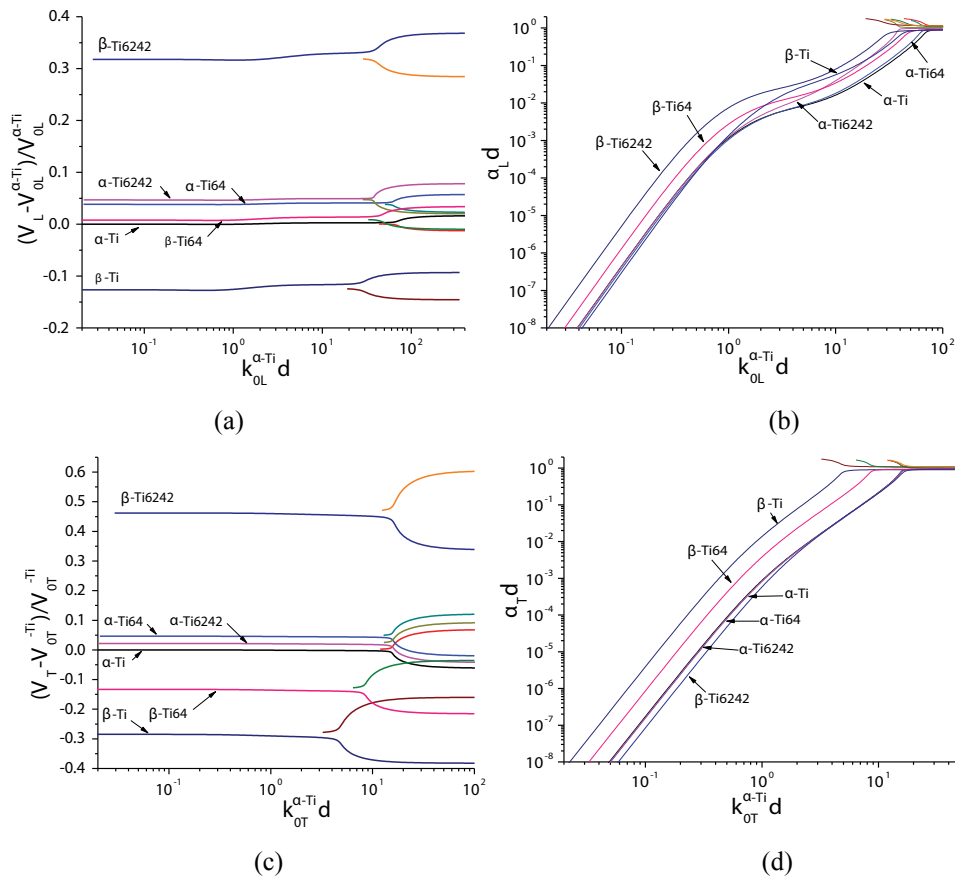 0.4
0.3
0.2
0.1
0.0
-0.1
-0.2
(V_L -V_0L^α-Ti)/V_0L^α-Ti
β-Ti6242
α-Ti6242
α-Ti64
α-Ti
β-Ti64
β-Ti
10^-1 10^0 10^1 10^2
k_0L^α-Ti d
(a)
10^0
10^-1
10^-2
10^-3
10^-4
10^-5
10^-6
10^-7
10^-8
α_L d
β-Ti
α-Ti64
α-Ti
β-Ti64
α-Ti6242
β-Ti6242
10^-1 10^0 10^1 10^2
k_0L^α-Ti d
(b)
0.6
0.5
0.4
0.3
0.2
0.1
0.0
-0.1
-0.2
-0.3
-0.4
(V_T -V_0T^-Ti)/V_0T^-Ti
β-Ti6242
α-Ti64 α-Ti6242
α-Ti
β-Ti β-Ti64
10^-1 10^0 10^1 10^2
k_0T^α-Ti d
(c)
10^0
10^-1
10^-2
10^-3
10^-4
10^-5
10^-6
10^-7
10^-8
α_T d
β-Ti
β-Ti64
α-Ti
α-Ti64
α-Ti6242
β-Ti6242
10^-1 10^0 10^1
k_0T^α-Ti d
(d)